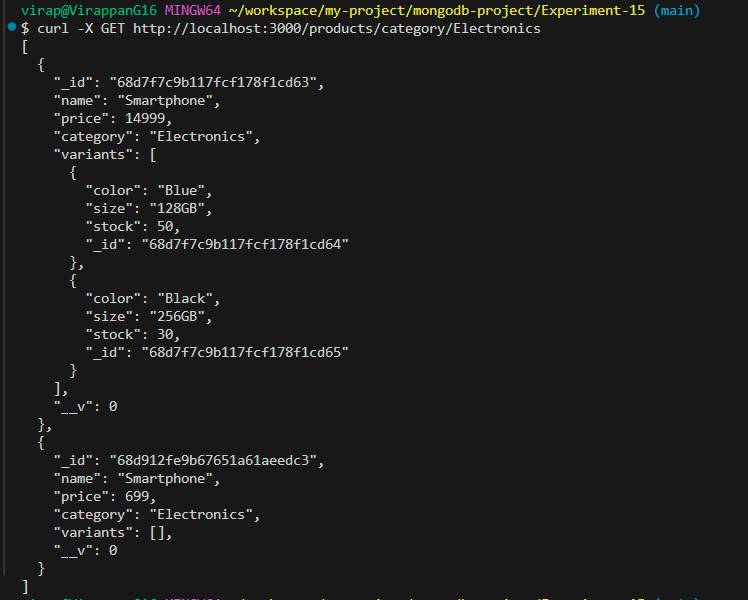 virap@VirappanG16 MINGW64 ~/workspace/my-project/mongodb-project/Experiment-15 (main)
$ curl -X GET http://localhost:3000/products/category/Electronics
[
  {
    "_id": "68d7f7c9b117fcf178f1cd63",
    "name": "Smartphone",
    "price": 14999,
    "category": "Electronics",
    "variants": [
      {
        "color": "Blue",
        "size": "128GB",
        "stock": 50,
        "_id": "68d7f7c9b117fcf178f1cd64"
      },
      {
        "color": "Black",
        "size": "256GB",
        "stock": 30,
        "_id": "68d7f7c9b117fcf178f1cd65"
      }
    ],
    "__v": 0
  },
  {
    "_id": "68d912fe9b67651a61aeedc3",
    "name": "Smartphone",
    "price": 699,
    "category": "Electronics",
    "variants": [],
    "__v": 0
  }
]